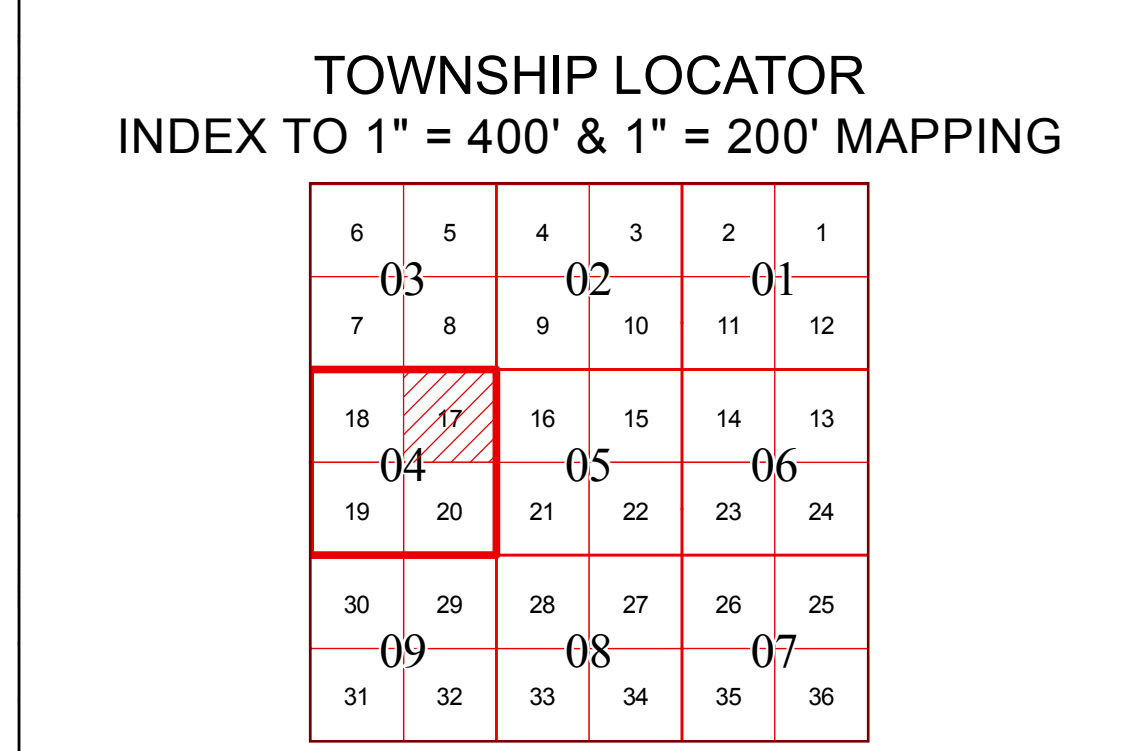 TOWNSHIP LOCATOR
INDEX TO 1" = 400' & 1" = 200' MAPPING
6 5 4 3 2 1
03 02 01
7 8 9 10 11 12
18 17 16 15 14 13
04 05 06
19 20 21 22 23 24
30 29 28 27 26 25
09 08 07
31 32 33 34 35 36